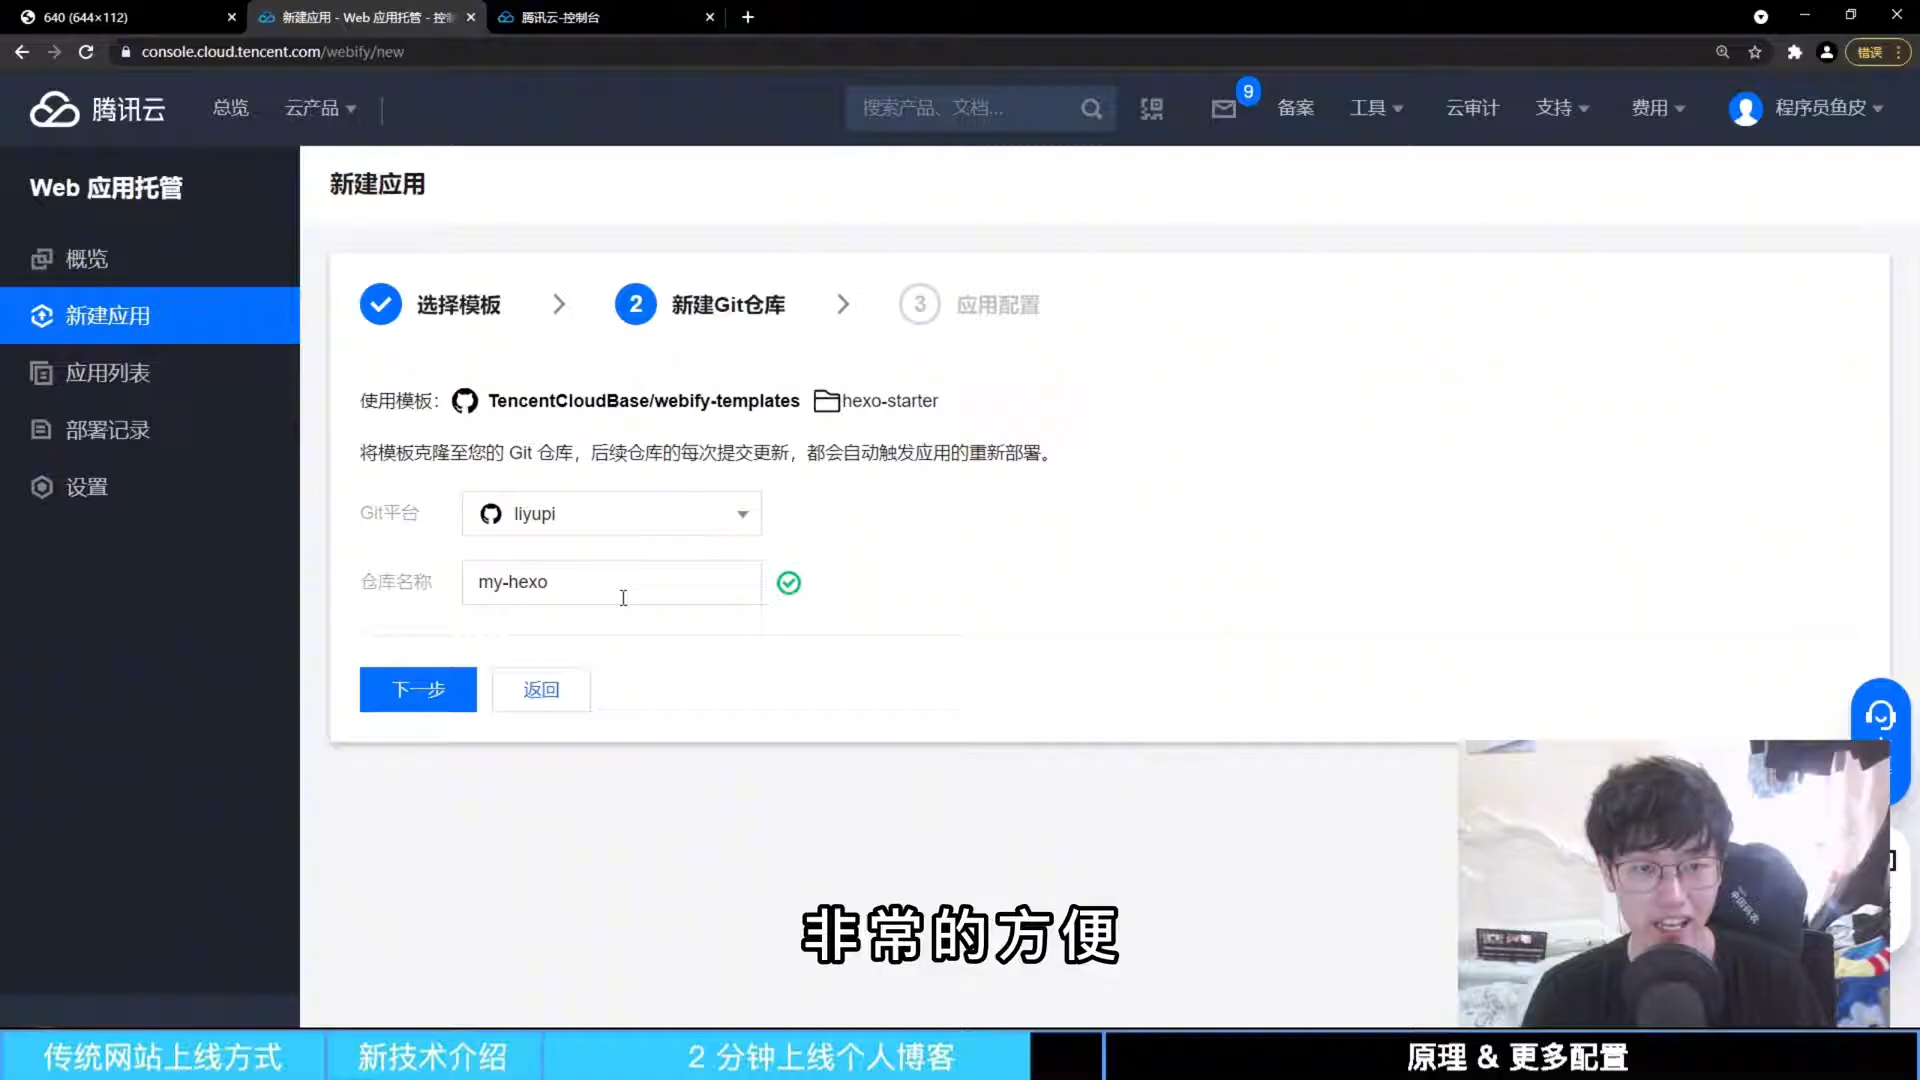 640 (644×112)
新建应用 - Web 应用托管 - 控制
腾讯云-控制台
console.cloud.tencent.com/webify/new
错误
腾讯云
总览
云产品
搜索产品、文档...
9
备案
工具
云审计
支持
费用
程序员鱼皮
Web 应用托管
概览
新建应用
应用列表
部署记录
设置
新建应用
选择模板
2 新建Git仓库
3 应用配置
使用模板: TencentCloudBase/webify-templates hexo-starter
将模板克隆至您的 Git 仓库，后续仓库的每次提交更新，都会自动触发应用的重新部署。
Git平台 liyupi
仓库名称 my-hexo
下一步 返回
非常的方便
传统网站上线方式
新技术介绍
2 分钟上线个人博客
原理 & 更多配置